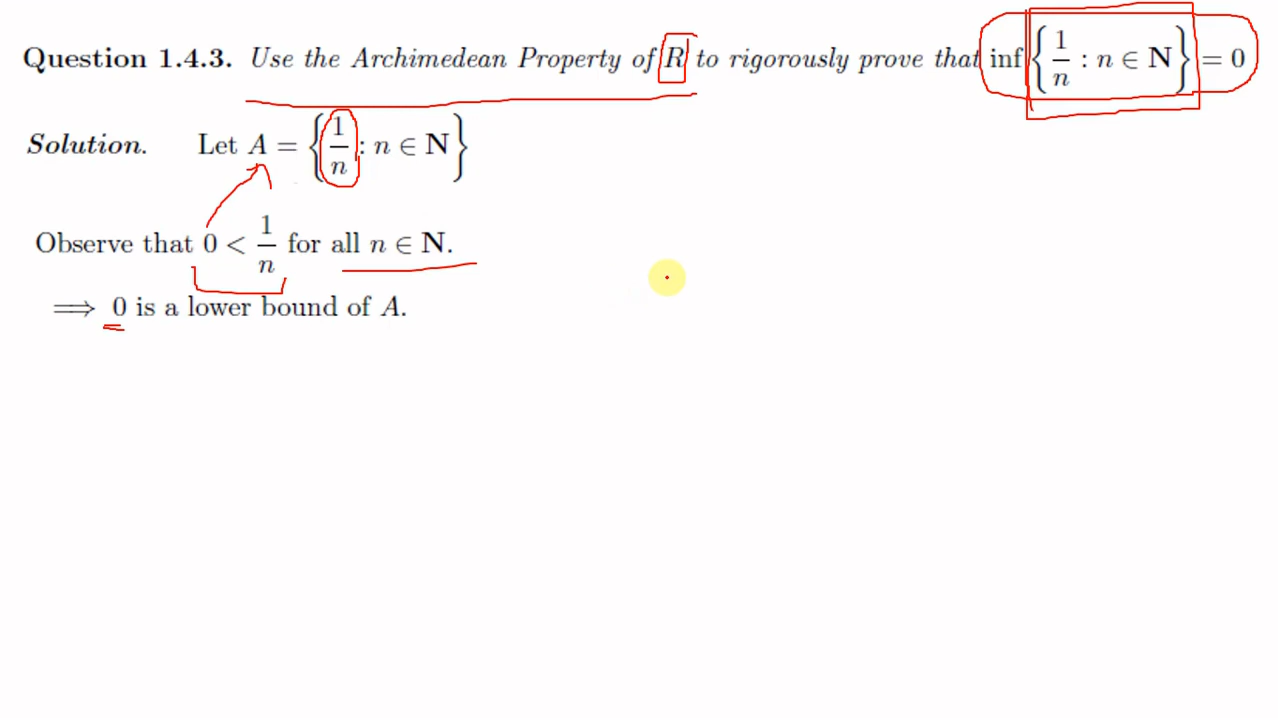 Question 1.4.3. Use the Archimedean Property of R to rigorously prove that inf {1/n : n ∈ N} = 0
Solution. Let A = {1/n : n ∈ N}
Observe that 0 < 1/n for all n ∈ N.
⟹ 0 is a lower bound of A.